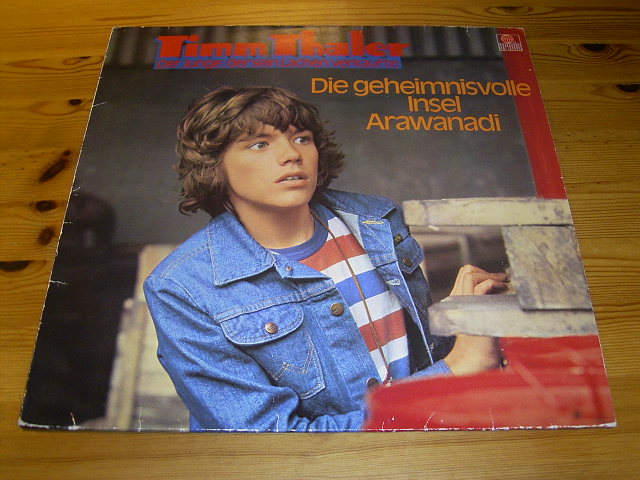 Timm Thaler
Die geheimnisvolle
Insel
Arawanadi